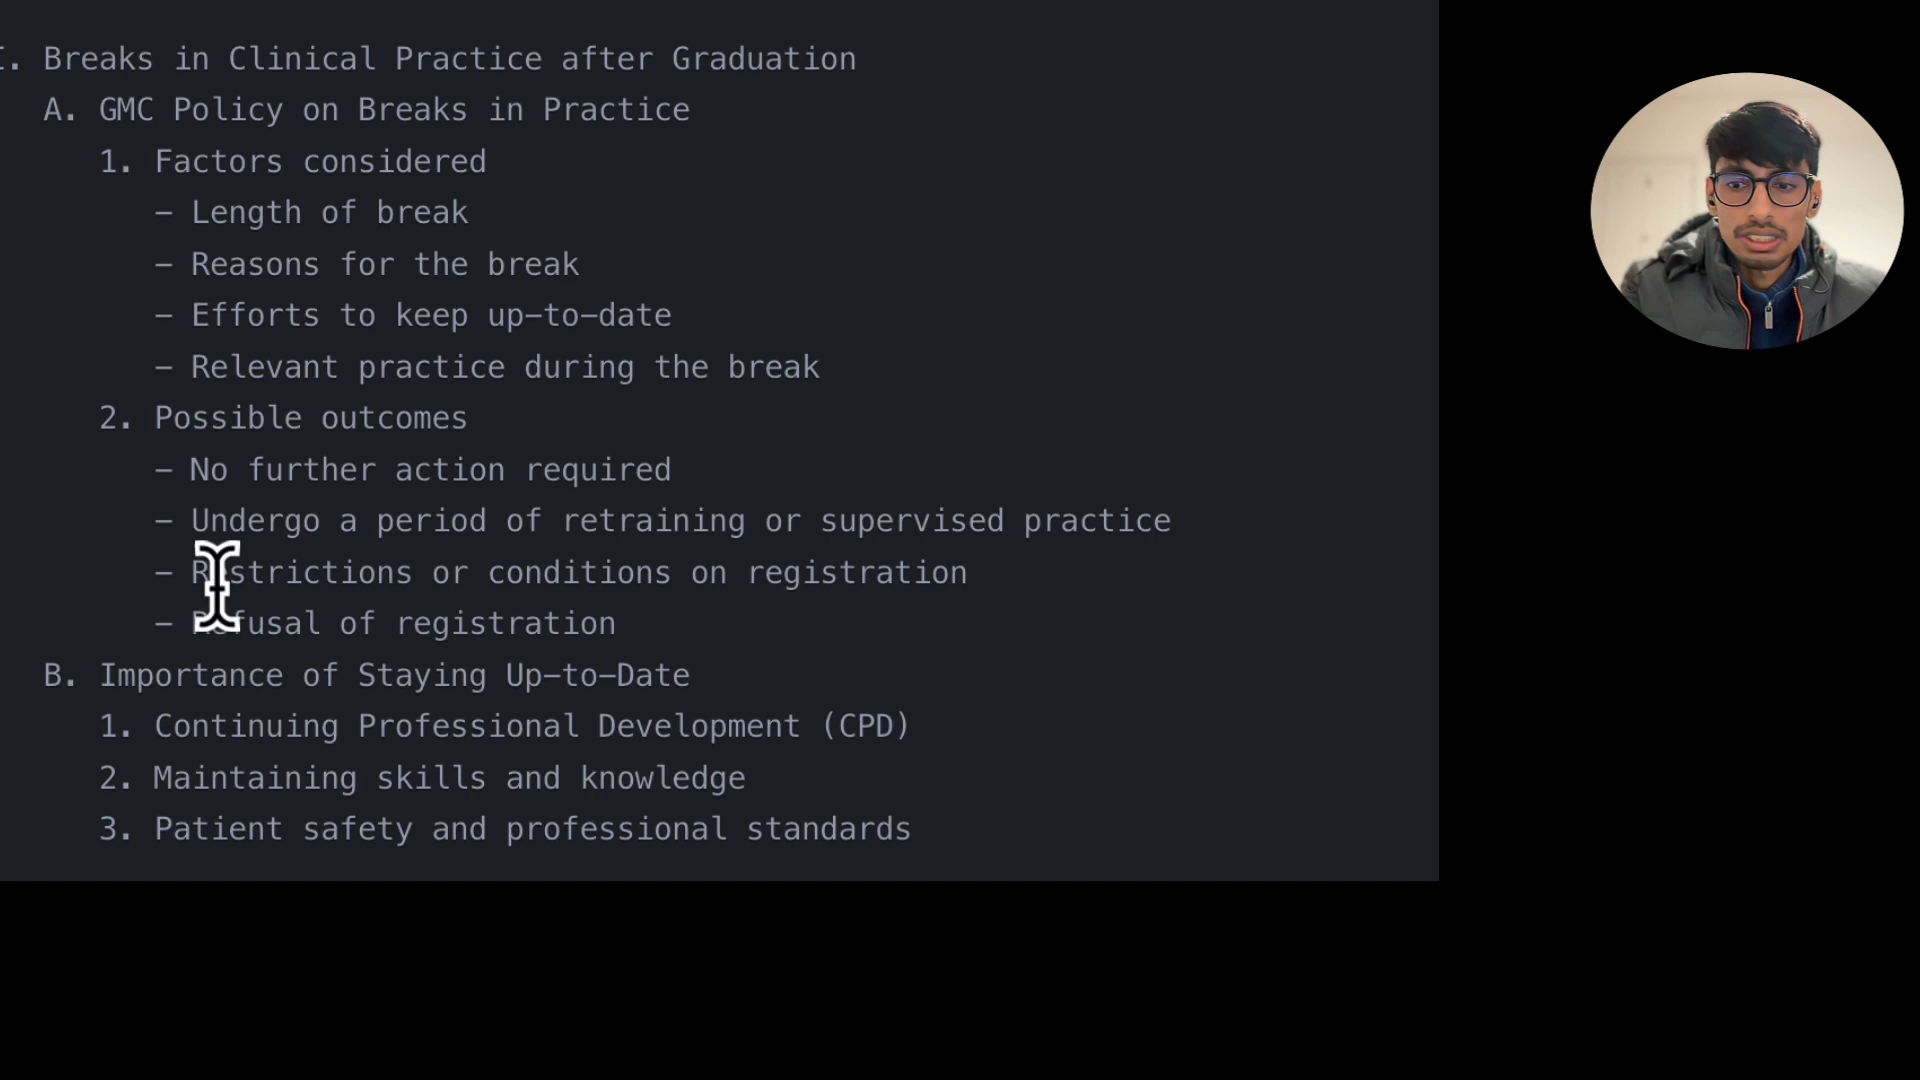 I. Breaks in Clinical Practice after Graduation
A. GMC Policy on Breaks in Practice
1. Factors considered
– Length of break
– Reasons for the break
– Efforts to keep up-to-date
– Relevant practice during the break
2. Possible outcomes
– No further action required
– Undergo a period of retraining or supervised practice
– Restrictions or conditions on registration
– Refusal of registration
B. Importance of Staying Up-to-Date
1. Continuing Professional Development (CPD)
2. Maintaining skills and knowledge
3. Patient safety and professional standards